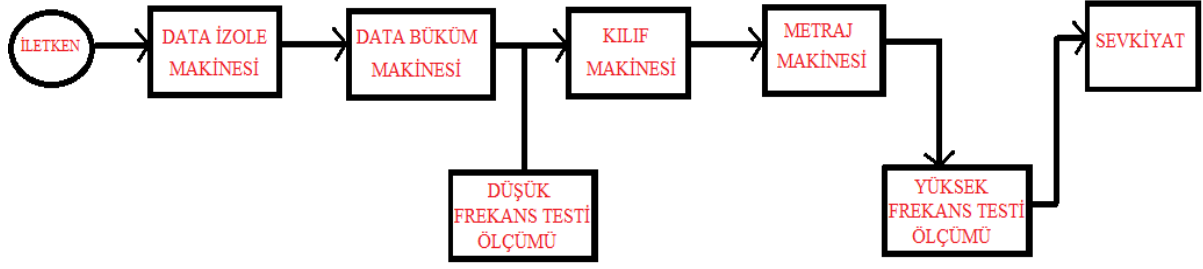 İLETKEN
DATA İZOLE
MAKİNESİ
DATA BÜKÜM
MAKİNESİ
KILIF
MAKİNESİ
METRAJ
MAKİNESİ
SEVKİYAT
DÜŞÜK
FREKANS TESTİ
ÖLÇÜMÜ
YÜKSEK
FREKANS TESTİ
ÖLÇÜMÜ